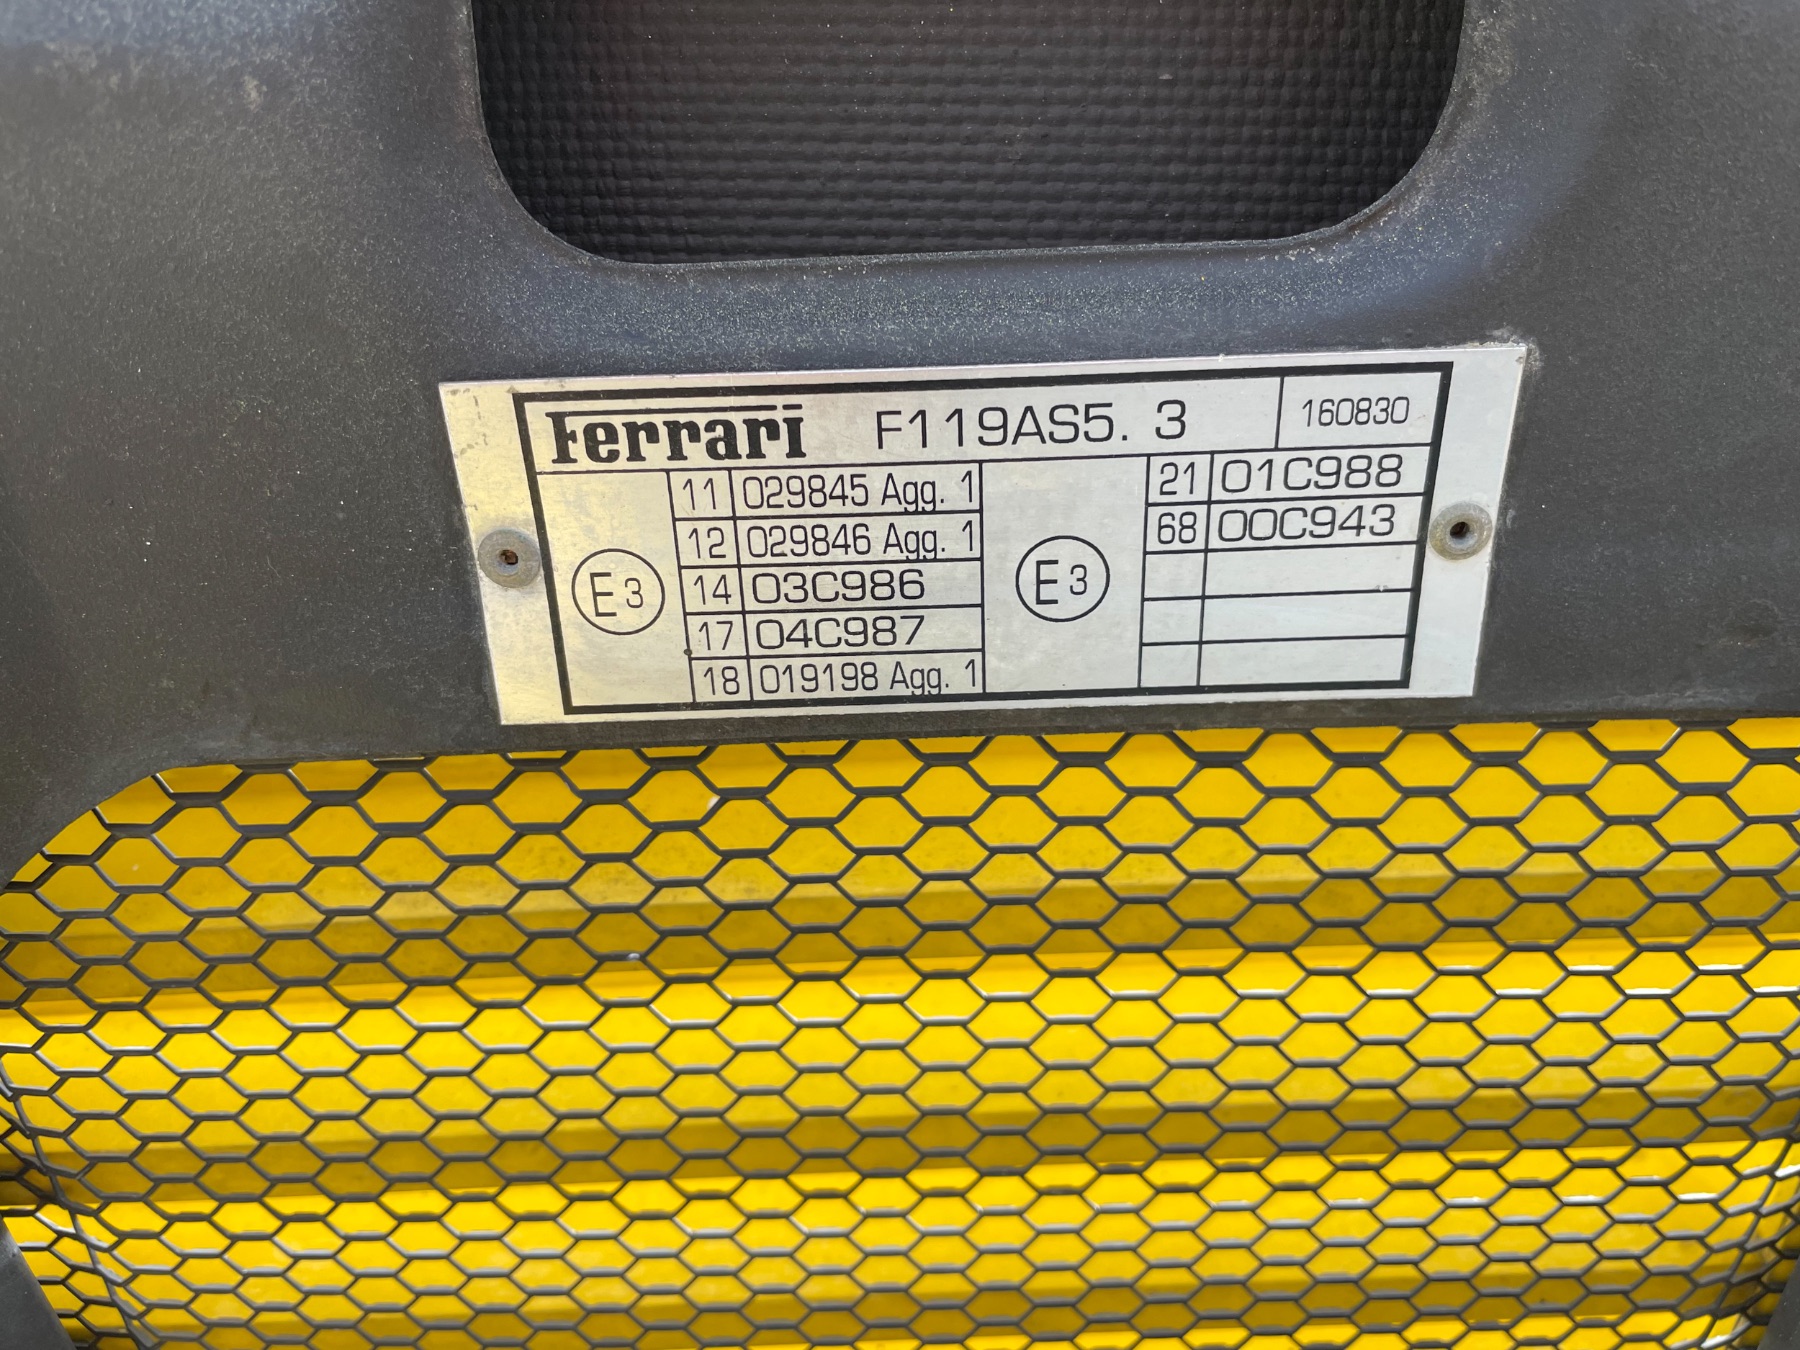 Ferrari F119AS5. 3 160830
11 029845 Agg. 1 21 01C988
12 029846 Agg. 1 68 00C943
E3 14 03C986 E3
17 04C987
18 019198 Agg. 1